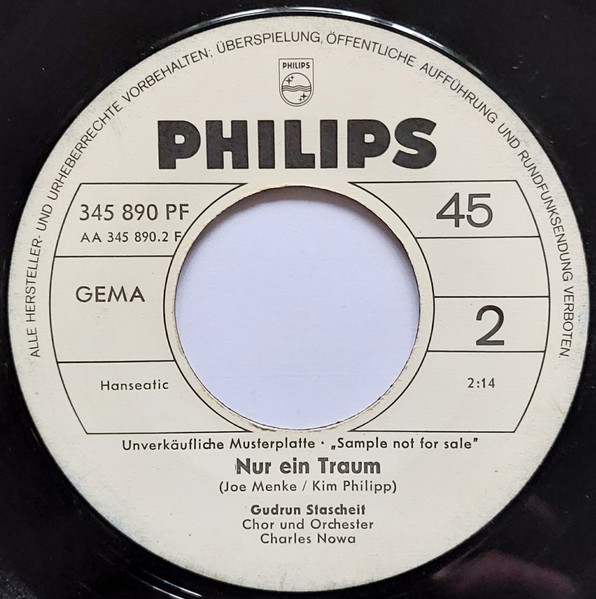 ALLE HERSTELLER- UND URHEBERRECHTE VORBEHALTEN; ÜBERSPIELUNG, ÖFFENTLICHE AUFFÜHRUNG UND RUNDFUNKSENDUNG VERBOTEN.
PHILIPS
PHILIPS
345 890 PF
AA 345 890.2 F
45
GEMA
2
Hanseatic
2:14
Unverkäufliche Musterplatte · „Sample not for sale"
Nur ein Traum
(Joe Menke / Kim Philipp)
Gudrun Stascheit
Chor und Orchester
Charles Nowa